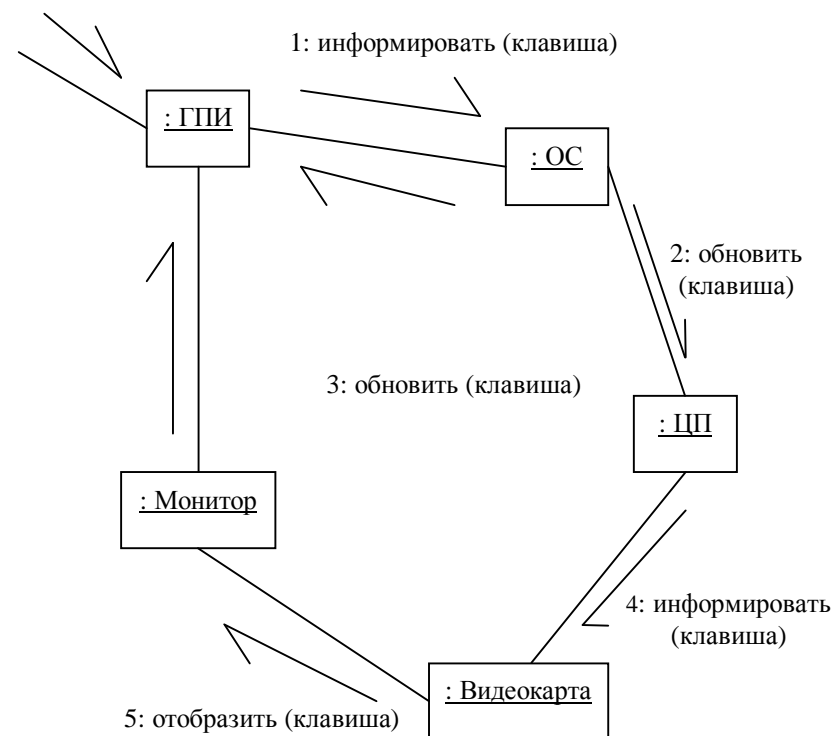 1: информировать (клавиша)
: ГПИ
: ОС
2: обновить
(клавиша)
3: обновить (клавиша)
: ЦП
: Монитор
4: информировать
(клавиша)
: Видеокарта
5: отобразить (клавиша)